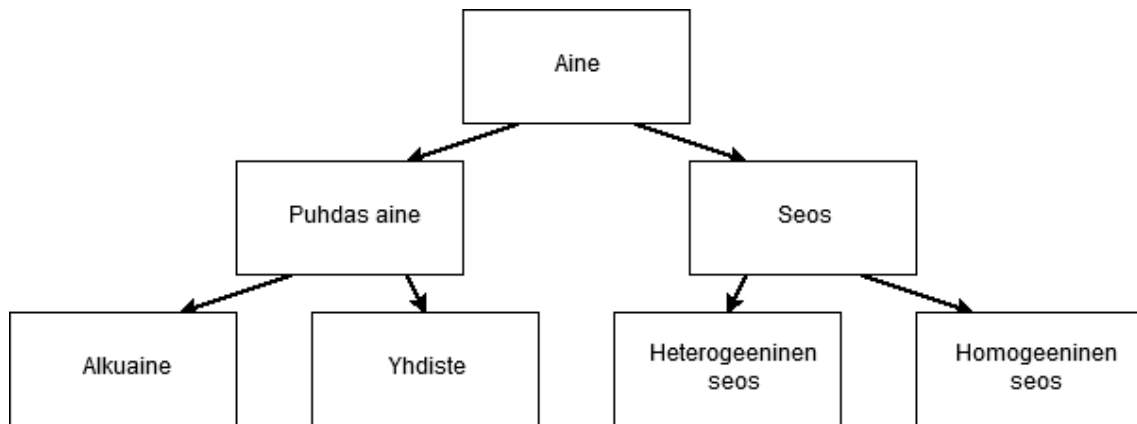 Aine
Puhdas aine
Seos
Alkuaine
Yhdiste
Heterogeeninen
seos
Homogeeninen
seos